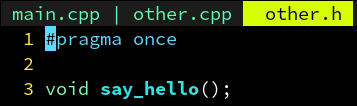 main.cpp | other.cpp  other.h
1 #pragma once
2
3 void say_hello();